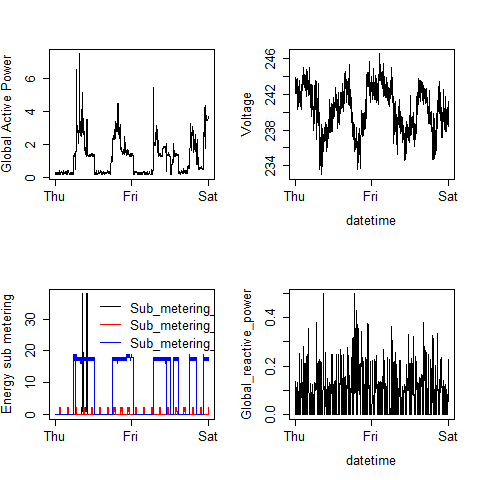 Global Active Power
0 2 4 6
Thu Fri Sat
Voltage
234 238 242 246
Thu Fri Sat
datetime
Energy sub metering
0 10 20 30
Sub_metering_
Sub_metering_
Sub_metering_
Thu Fri Sat
Global_reactive_power
0.0 0.2 0.4
Thu Fri Sat
datetime